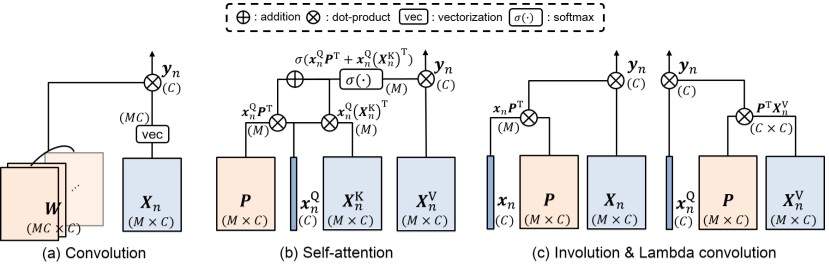 ⊕ : addition ⊗ : dot-product vec : vectorization σ(·) : softmax
y_n
(C)
(MC)
vec
W
(MC × C)
...
X_n
(M × C)
(a) Convolution
σ(x_n^Q P^T + x_n^Q (X_n^K)^T)
y_n
σ(·)
(M)
(C)
x_n^Q P^T
(M)
x_n^Q (X_n^K)^T
(M)
P
(M × C)
x_n^Q
(C)
X_n^K
(M × C)
X_n^V
(M × C)
(b) Self-attention
y_n
(C)
x_n P^T
(M)
x_n
(C)
P
(M × C)
X_n
(M × C)
y_n
(C)
P^T X_n^V
(C × C)
x_n^Q
(C)
P
(M × C)
X_n^V
(M × C)
(c) Involution & Lambda convolution